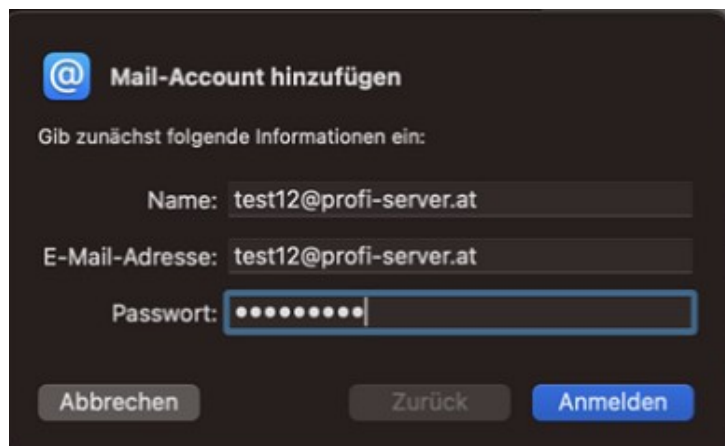 @ Mail-Account hinzufügen
Gib zunächst folgende Informationen ein:
Name: test12@profi-server.at
E-Mail-Adresse: test12@profi-server.at
Passwort: •••••••••
Abbrechen Zurück Anmelden